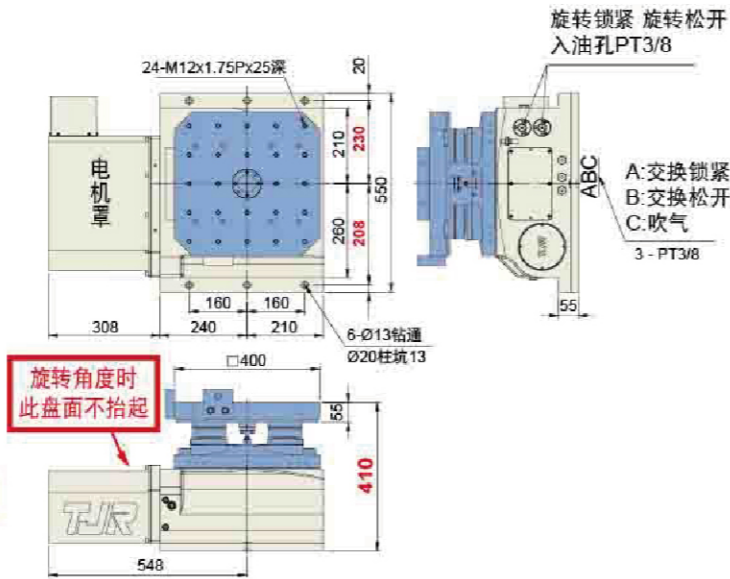 旋转锁紧 旋转松开
入油孔PT3/8
24-M12x1.75Px25深
20
210
230
550
260
208
电机罩
ABC
A:交换锁紧
B:交换松开
C:吹气
3 - PT3/8
TJR
55
160
160
308
240
210
6-Ø13钻通
Ø20柱坑13
□400
旋转角度时
此盘面不抬起
55
410
TJR
548